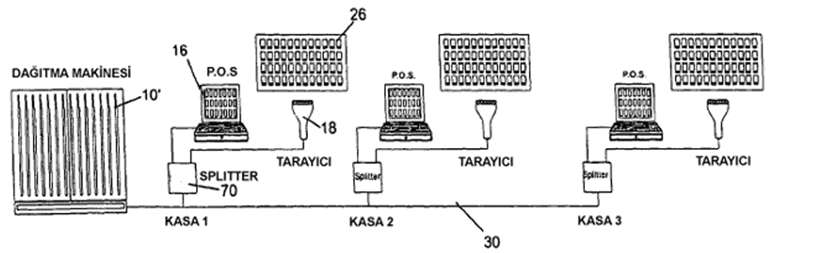 DAĞITMA MAKİNESİ
10'
16
P.O.S
26
18
TARAYICI
SPLITTER
70
KASA 1
P.O.S.
TARAYICI
Splitter
KASA 2
30
P.O.S.
TARAYICI
Splitter
KASA 3